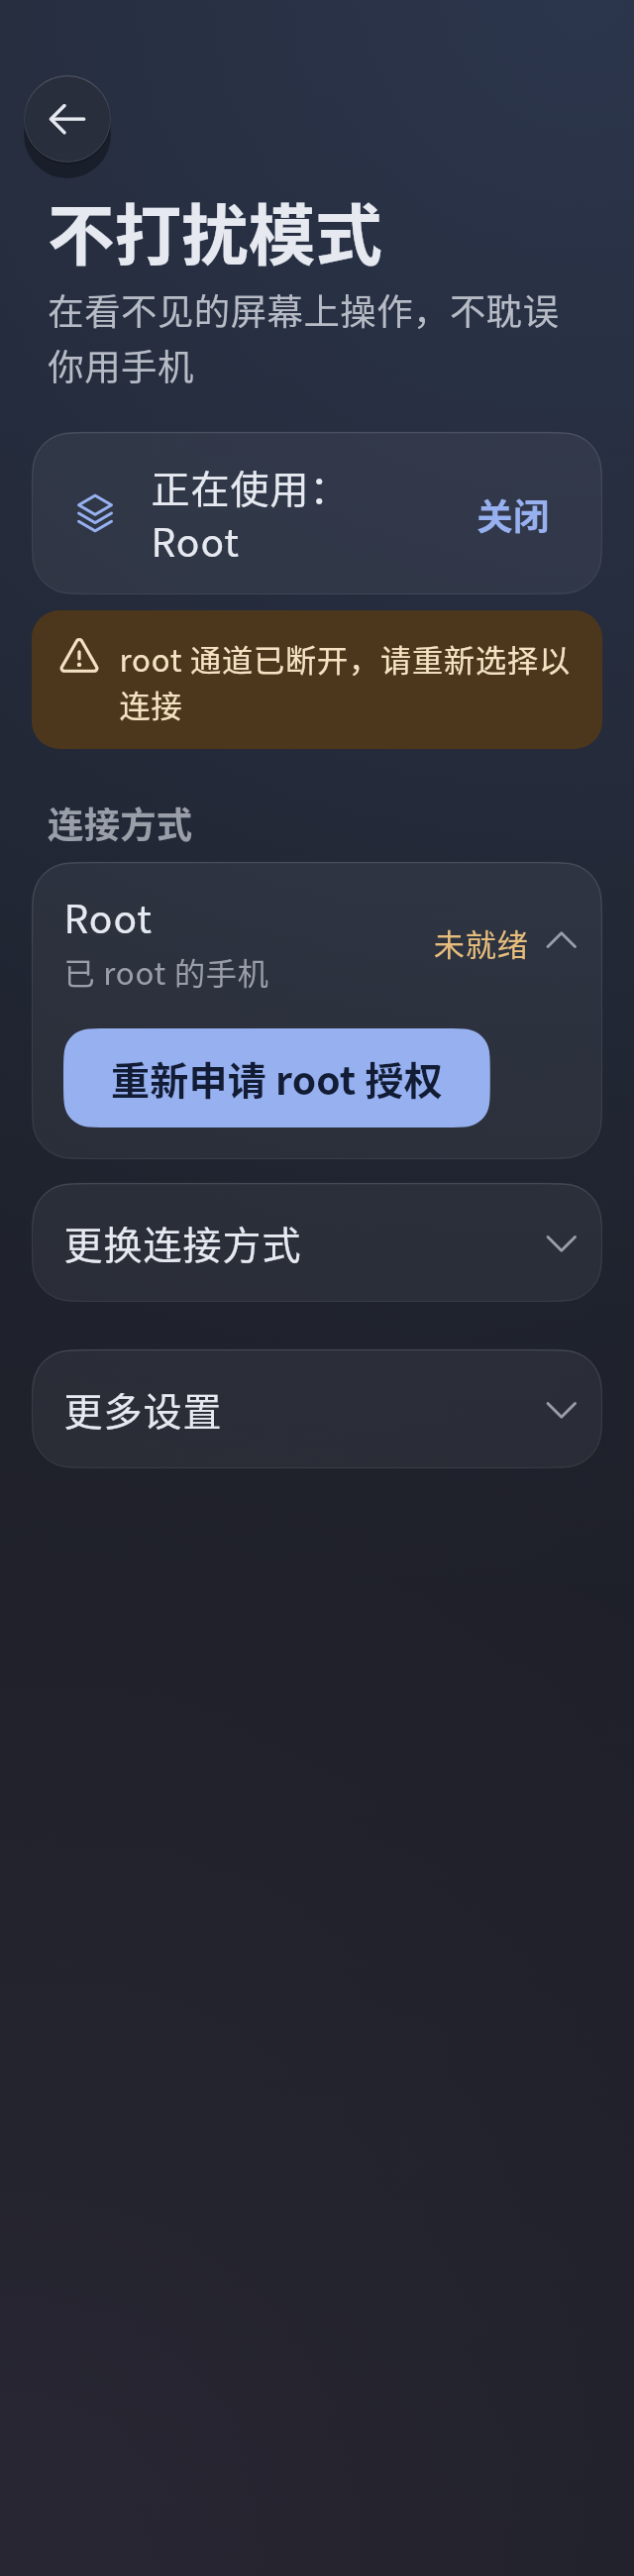 不打扰模式
在看不见的屏幕上操作，不耽误
你用手机
正在使用：
Root
关闭
root 通道已断开，请重新选择以
连接
连接方式
Root
已 root 的手机
未就绪
重新申请 root 授权
更换连接方式
更多设置